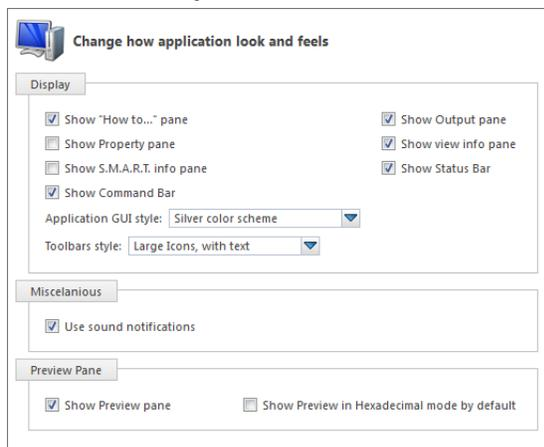 Change how application look and feels
Display
Show "How to..." pane
Show Output pane
Show Property pane
Show view info pane
Show S.M.A.R.T. info pane
Show Status Bar
Show Command Bar
Application GUI style: Silver color scheme
Toolbars style: Large Icons, with text
Miscelanious
Use sound notifications
Preview Pane
Show Preview pane
Show Preview in Hexadecimal mode by default